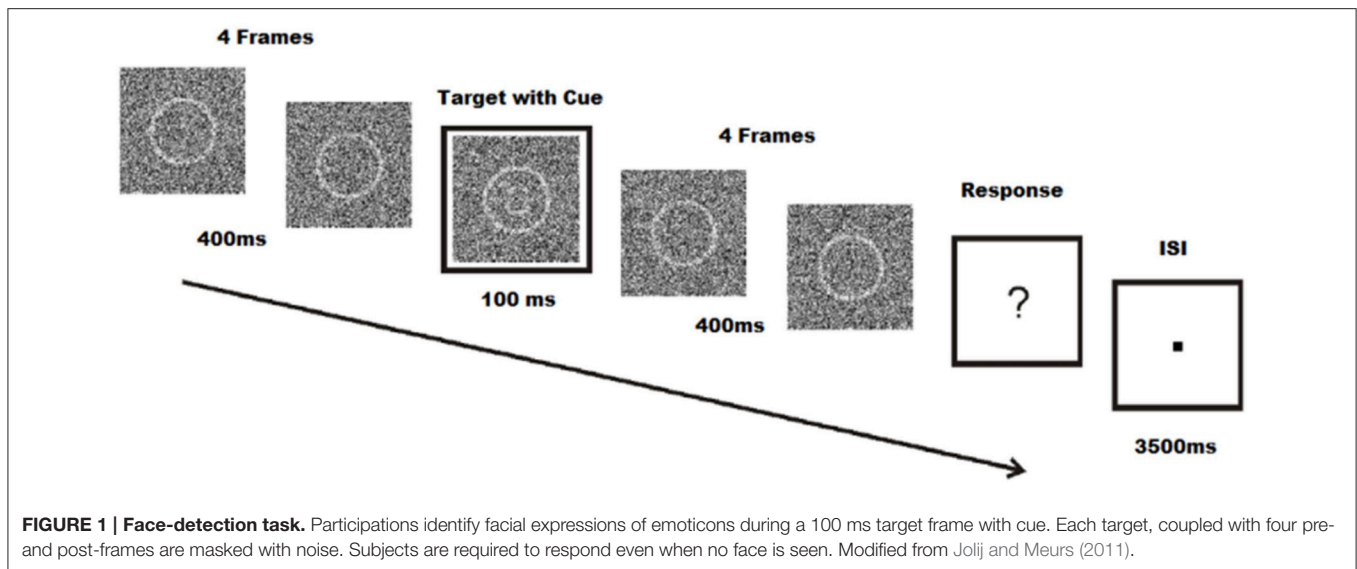 4 Frames
Target with Cue
4 Frames
Response
ISI
?
400ms
100 ms
400ms
3500ms
FIGURE 1 | Face-detection task. Participations identify facial expressions of emoticons during a 100 ms target frame with cue. Each target, coupled with four pre-
and post-frames are masked with noise. Subjects are required to respond even when no face is seen. Modified from Jolij and Meurs (2011).